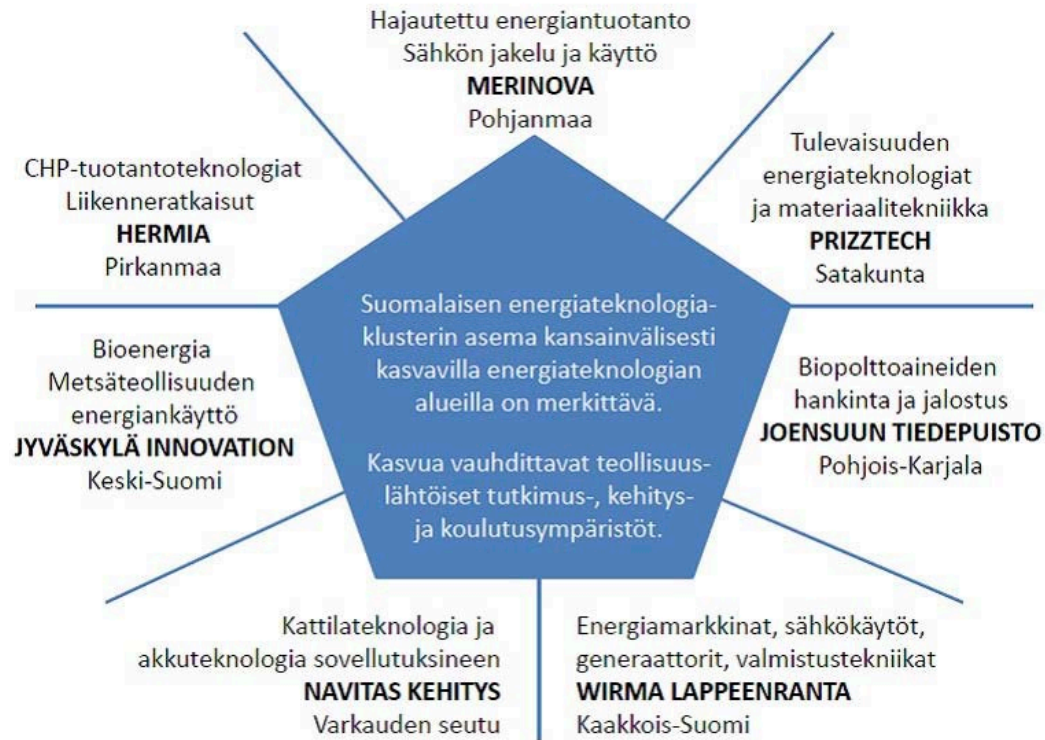 Hajautettu energiantuotanto
Sähkön jakelu ja käyttö
MERINOVA
Pohjanmaa
CHP-tuotantoteknologiat
Liikenneratkaisut
HERMIA
Pirkanmaa
Tulevaisuuden
energiateknologiat
ja materiaalitekniikka
PRIZZTECH
Satakunta
Suomalaisen energiateknologia-
klusterin asema kansainvälisesti
kasvavilla energiateknologian
alueilla on merkittävä.
Kasvua vauhdittavat teollisuus-
lähtöiset tutkimus-, kehitys-
ja koulutusympäristöt.
Bioenergia
Metsäteollisuuden
energiankäyttö
JYVÄSKYLÄ INNOVATION
Keski-Suomi
Biopolttoaineiden
hankinta ja jalostus
JOENSUUN TIEDEPUISTO
Pohjois-Karjala
Kattilateknologia ja
akkuteknologia sovellutuksineen
NAVITAS KEHITYS
Varkauden seutu
Energiamarkkinat, sähkökäytöt,
generaattorit, valmistustekniikat
WIRMA LAPPEENRANTA
Kaakkois-Suomi